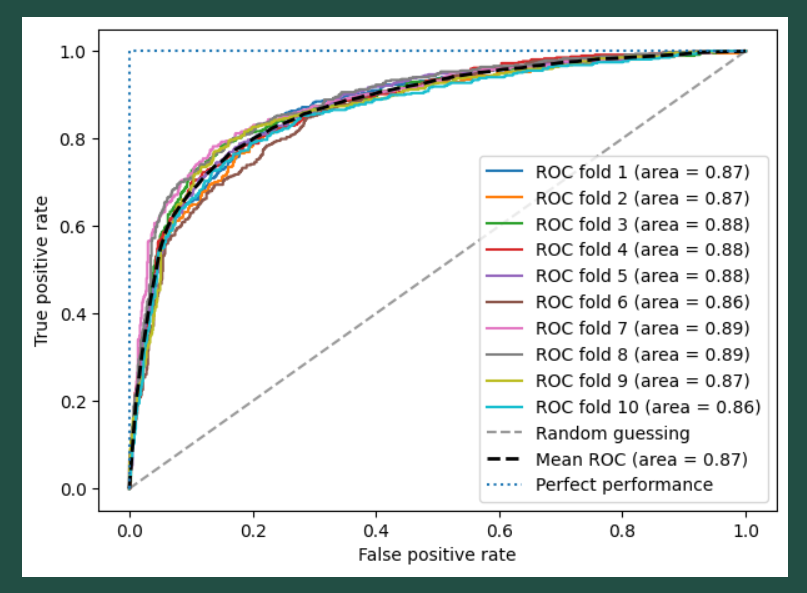 1.0
0.8
0.6
0.4
0.2
0.0
True positive rate
ROC fold 1 (area = 0.87)
ROC fold 2 (area = 0.87)
ROC fold 3 (area = 0.88)
ROC fold 4 (area = 0.88)
ROC fold 5 (area = 0.88)
ROC fold 6 (area = 0.86)
ROC fold 7 (area = 0.89)
ROC fold 8 (area = 0.89)
ROC fold 9 (area = 0.87)
ROC fold 10 (area = 0.86)
Random guessing
Mean ROC (area = 0.87)
Perfect performance
0.0 0.2 0.4 0.6 0.8 1.0
False positive rate